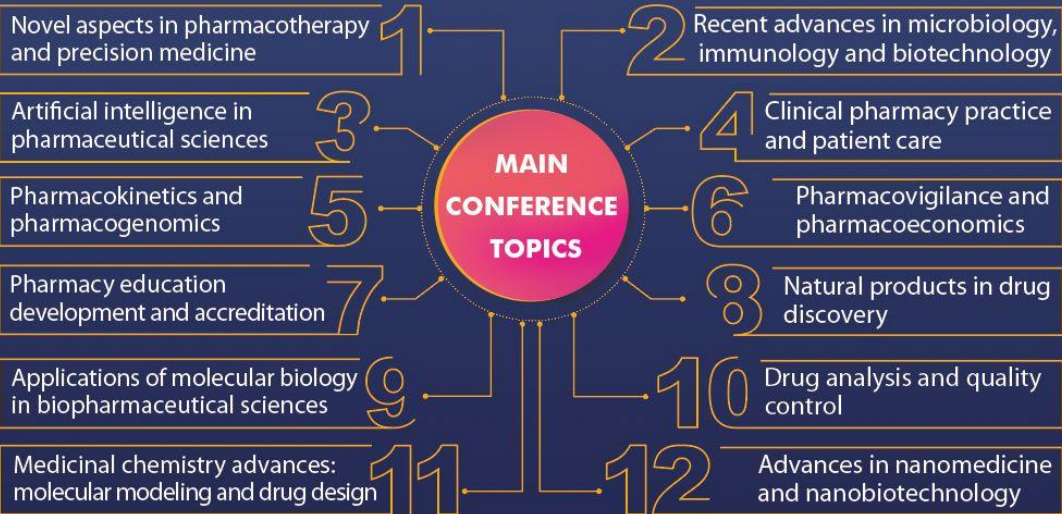 MAIN
CONFERENCE
TOPICS
1
Novel aspects in pharmacotherapy
and precision medicine
2
Recent advances in microbiology,
immunology and biotechnology
3
Artificial intelligence in
pharmaceutical sciences
4
Clinical pharmacy practice
and patient care
5
Pharmacokinetics and
pharmacogenomics
6
Pharmacovigilance and
pharmacoeconomics
7
Pharmacy education
development and accreditation
8
Natural products in drug
discovery
9
Applications of molecular biology
in biopharmaceutical sciences
10
Drug analysis and quality
control
11
Medicinal chemistry advances:
molecular modeling and drug design
12
Advances in nanomedicine
and nanobiotechnology